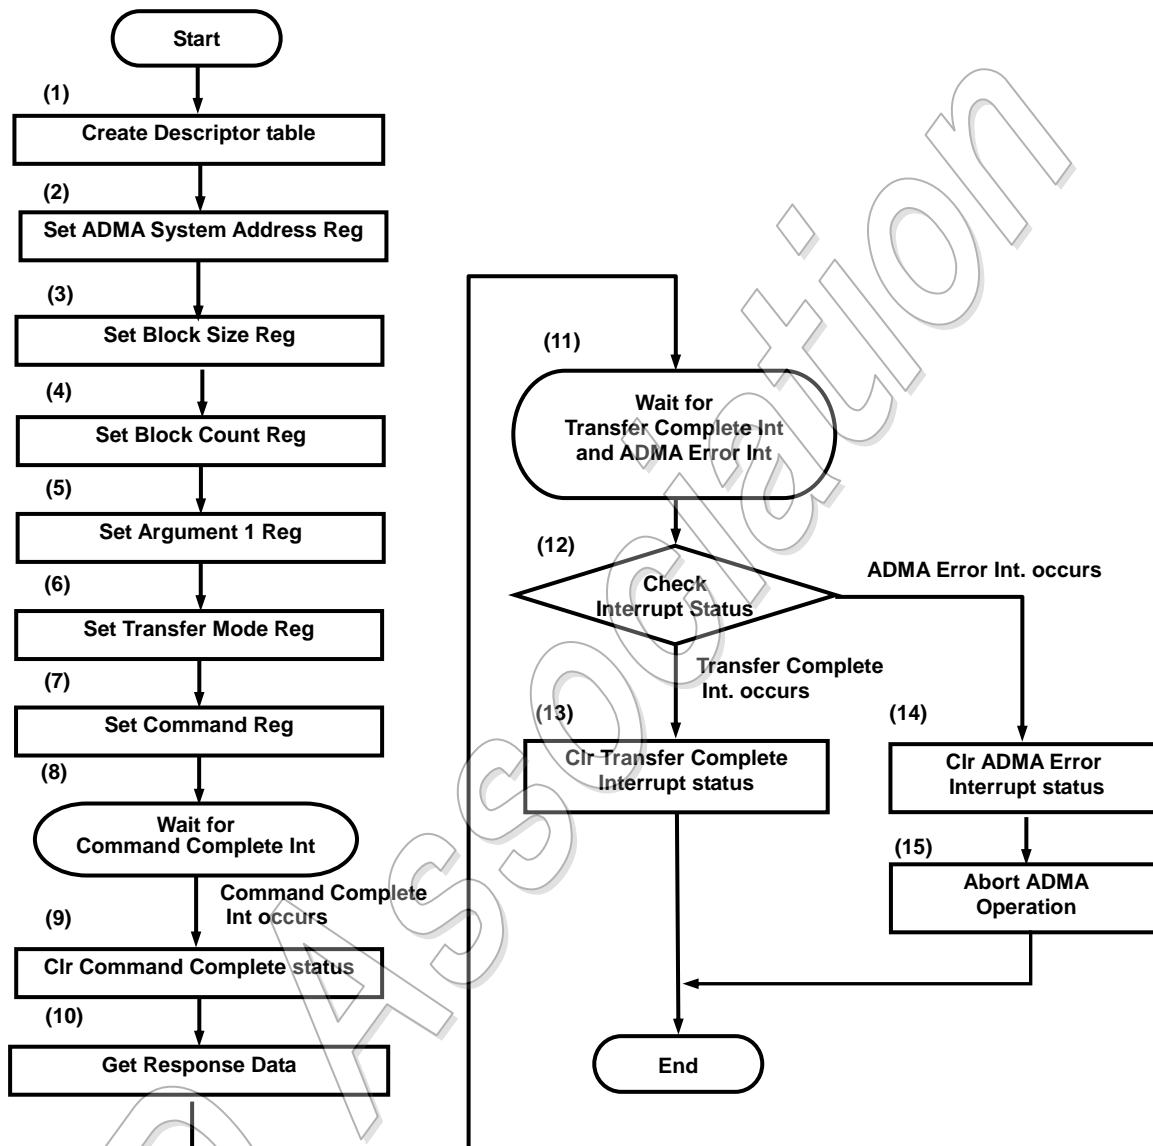 Start
(1)
Create Descriptor table
(2)
Set ADMA System Address Reg
(3)
Set Block Size Reg
(4)
Set Block Count Reg
(5)
Set Argument 1 Reg
(6)
Set Transfer Mode Reg
(7)
Set Command Reg
(8)
Wait for
Command Complete Int
Command Complete
Int occurs
(9)
Clr Command Complete status
(10)
Get Response Data
(11)
Wait for
Transfer Complete Int
and ADMA Error Int
(12)
Check
Interrupt Status
ADMA Error Int. occurs
Transfer Complete
Int. occurs
(13)
Clr Transfer Complete
Interrupt status
(14)
Clr ADMA Error
Interrupt status
(15)
Abort ADMA
Operation
End
Association